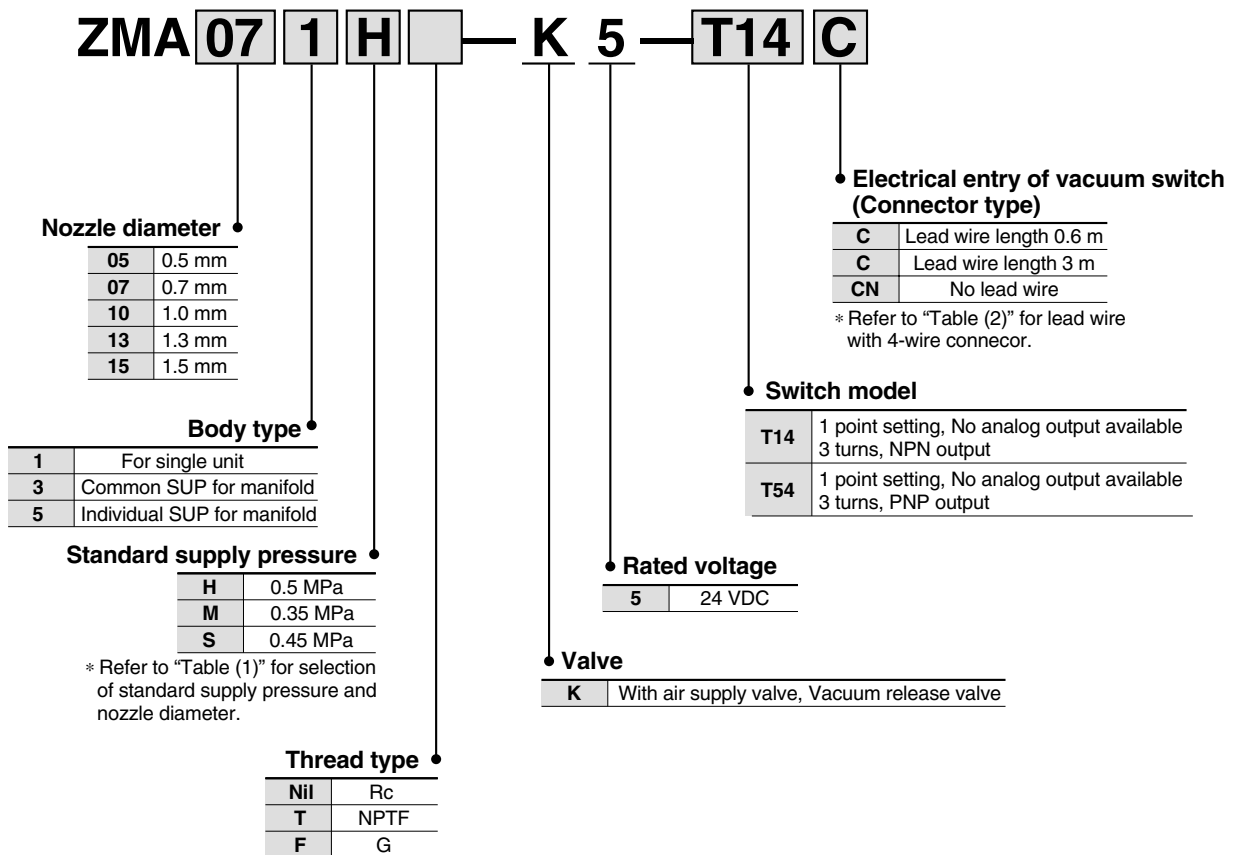 ZMA 07 1 H — K 5 — T14 C
Electrical entry of vacuum switch
(Connector type)
C Lead wire length 0.6 m
C Lead wire length 3 m
CN No lead wire
* Refer to “Table (2)” for lead wire
with 4-wire connecor.
Nozzle diameter
05 0.5 mm
07 0.7 mm
10 1.0 mm
13 1.3 mm
15 1.5 mm
Switch model
T14 1 point setting, No analog output available
3 turns, NPN output
T54 1 point setting, No analog output available
3 turns, PNP output
Body type
1 For single unit
3 Common SUP for manifold
5 Individual SUP for manifold
Standard supply pressure
H 0.5 MPa
M 0.35 MPa
S 0.45 MPa
* Refer to “Table (1)” for selection
of standard supply pressure and
nozzle diameter.
Rated voltage
5 24 VDC
Valve
K With air supply valve, Vacuum release valve
Thread type
Nil Rc
T NPTF
F G